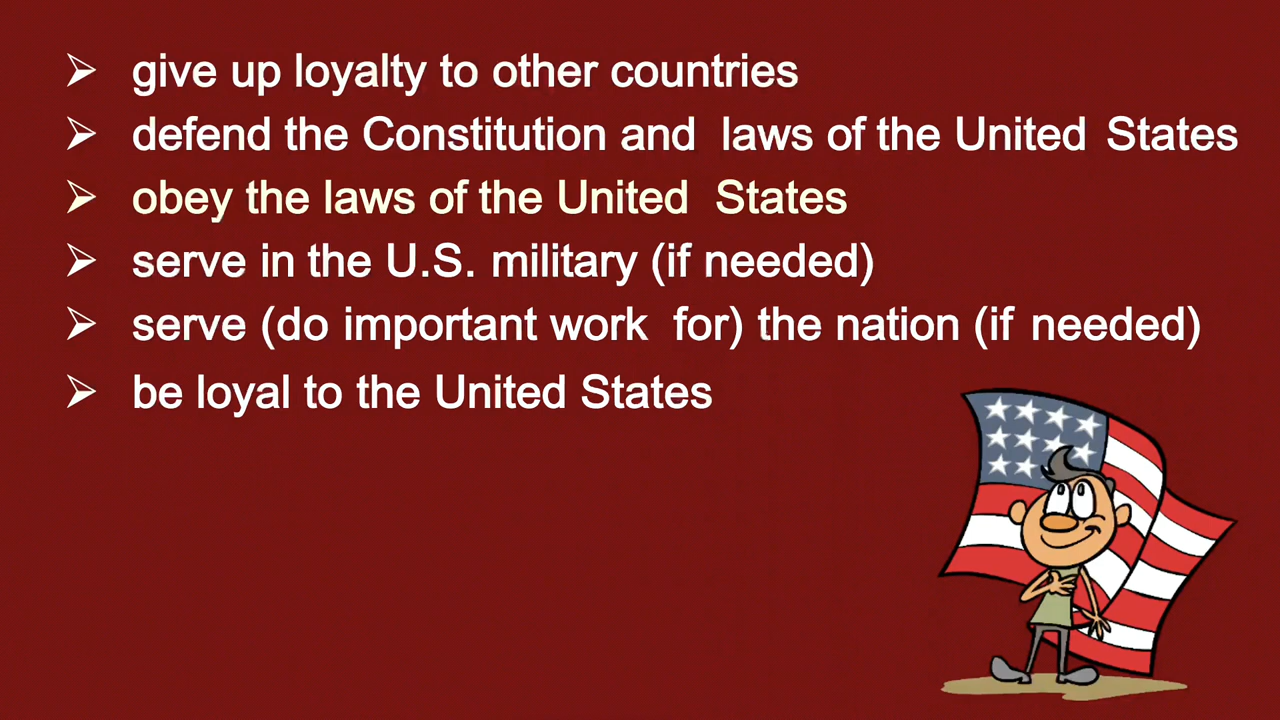 ➢ give up loyalty to other countries
➢ defend the Constitution and laws of the United States
➢ obey the laws of the United States
➢ serve in the U.S. military (if needed)
➢ serve (do important work for) the nation (if needed)
➢ be loyal to the United States